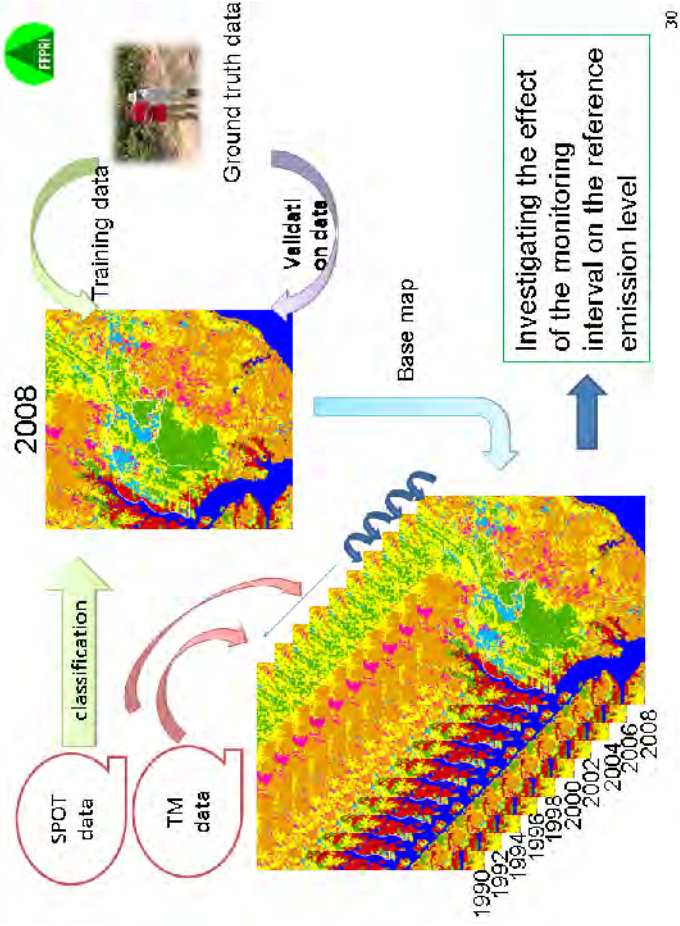 FFPRI
2008
SPOT
data
classification
Training data
Ground truth data
Validati
on data
TM
data
Base map
1990
1992
1994
1996
1998
2000
2002
2004
2006
2008
Investigating the effect
of the monitoring
interval on the reference
emission level
30